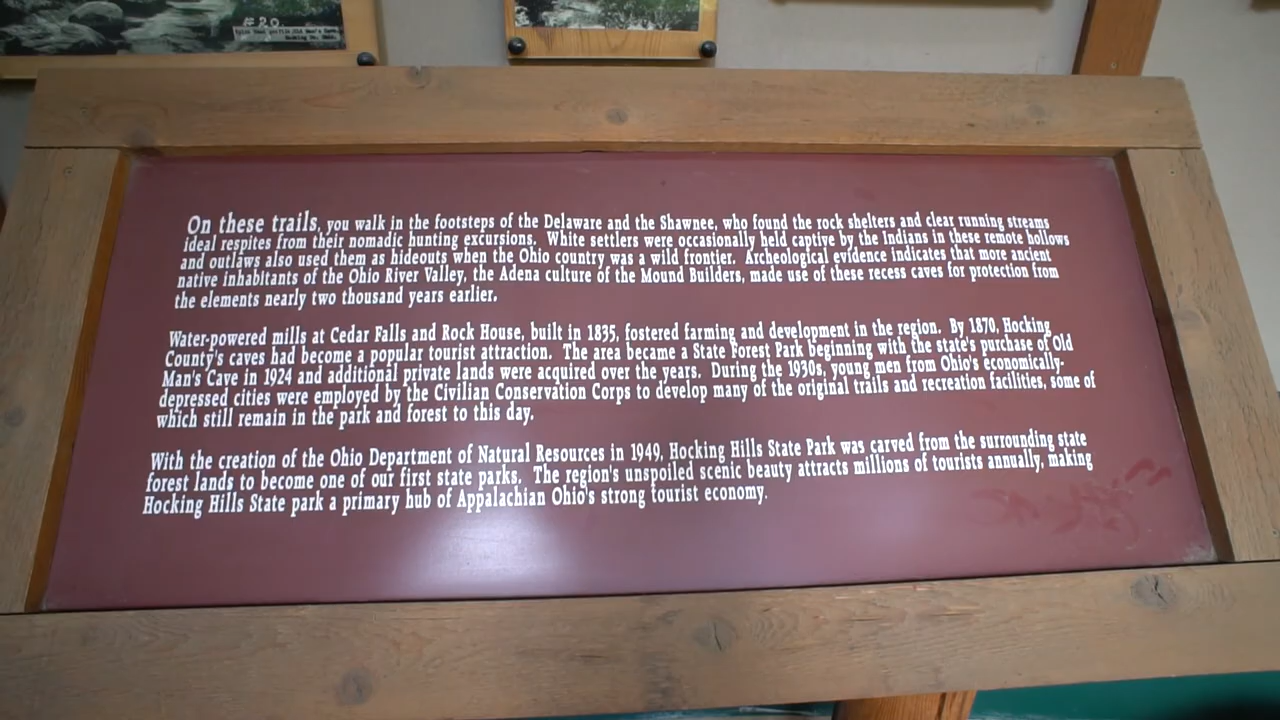 #20.
On these trails, you walk in the footsteps of the Delaware and the Shawnee, who found the rock shelters and clear running streams
ideal respites from their nomadic hunting excursions. White settlers were occasionally held captive by the Indians in these remote hollows
and outlaws also used them as hideouts when the Ohio country was a wild frontier. Archeological evidence indicates that more ancient
native inhabitants of the Ohio River Valley, the Adena culture of the Mound Builders, made use of these recess caves for protection from
the elements nearly two thousand years earlier.
Water-powered mills at Cedar Falls and Rock House, built in 1835, fostered farming and development in the region. By 1870, Hocking
County's caves had become a popular tourist attraction. The area became a State Forest Park beginning with the state's purchase of Old
Man's Cave in 1924 and additional private lands were acquired over the years. During the 1930s, young men from Ohio's economically-
depressed cities were employed by the Civilian Conservation Corps to develop many of the original trails and recreation facilities, some of
which still remain in the park and forest to this day.
With the creation of the Ohio Department of Natural Resources in 1949, Hocking Hills State Park was carved from the surrounding state
forest lands to become one of our first state parks. The region's unspoiled scenic beauty attracts millions of tourists annually, making
Hocking Hills State park a primary hub of Appalachian Ohio's strong tourist economy.